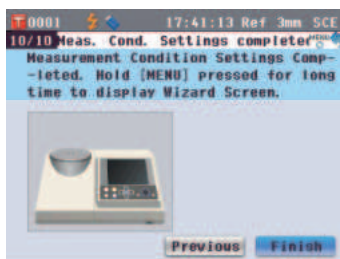 T 0001 17:41:13 Ref 3mm SCE
10/10 Meas. Cond. Settings completed MENU
Measurement Condition Settings Comp-
-leted. Hold [MENU] pressed for long
time to display Wizard Screen.
Previous Finish